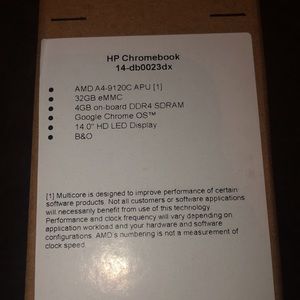 HP Chromebook
14-db0023dx
● AMD A4-9120C APU [1]
● 32GB eMMC
● 4GB on-board DDR4 SDRAM
● Google Chrome OS™
● 14.0" HD LED Display
● B&O
[1] Multicore is designed to improve performance of certain
software products. Not all customers or software applications
will necessarily benefit from use of this technology.
Performance and clock frequency will vary depending on
application workload and your hardware and software
configurations. AMD's numbering is not a measurement of
clock speed